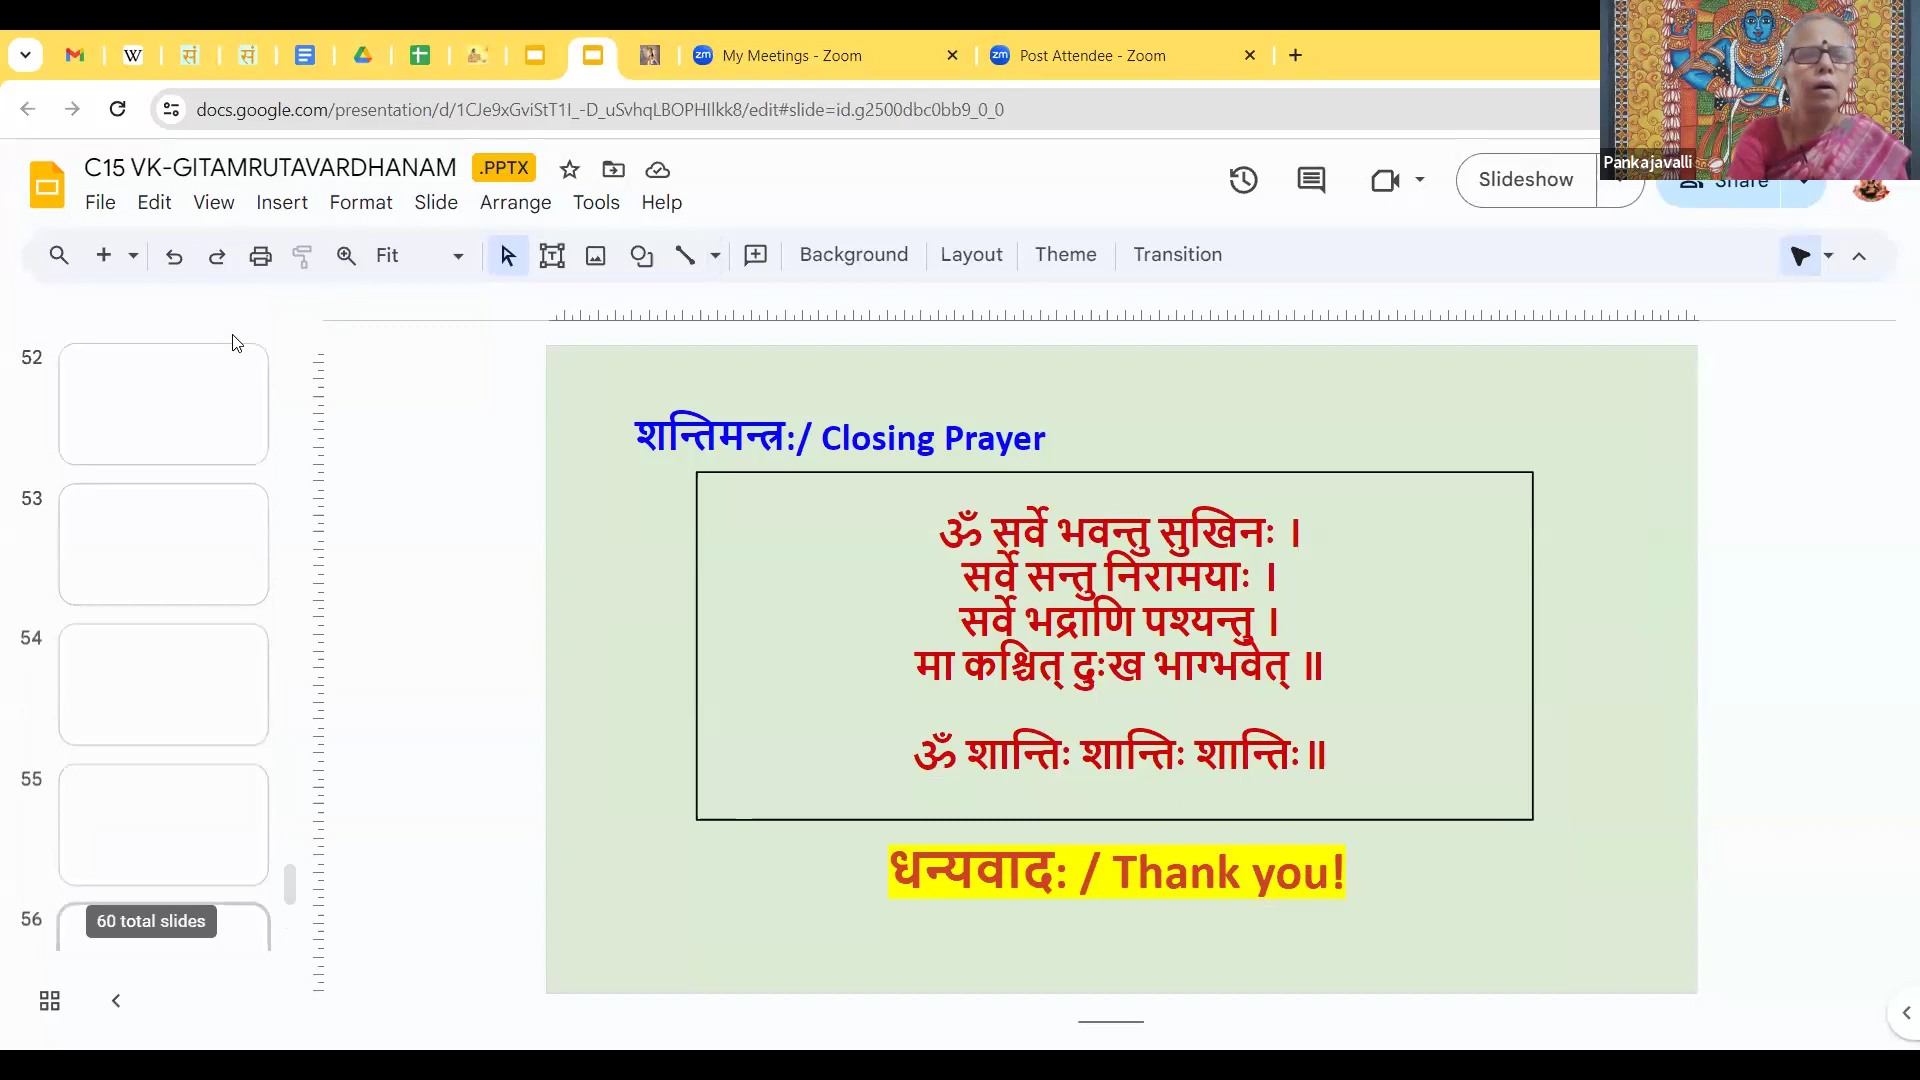 My Meetings - Zoom
Post Attendee - Zoom
docs.google.com/presentation/d/1CJe9xGviStT1I_-D_uSvhqLBOPHIlkk8/edit#slide=id.g2500dbc0bb9_0_0
Pankajavalli
C15 VK-GITAMRUTAVARDHANAM .PPTX
Slideshow
Share
File Edit View Insert Format Slide Arrange Tools Help
Fit
Background Layout Theme Transition
52
53
54
55
56
60 total slides
शन्तिमन्त्र:/ Closing Prayer
ॐ सर्वे भवन्तु सुखिनः ।
सर्वे सन्तु निरामयाः ।
सर्वे भद्राणि पश्यन्तु ।
मा कश्चित् दुःख भाग्भवेत् ॥
ॐ शान्तिः शान्तिः शान्तिः॥
धन्यवाद: / Thank you!